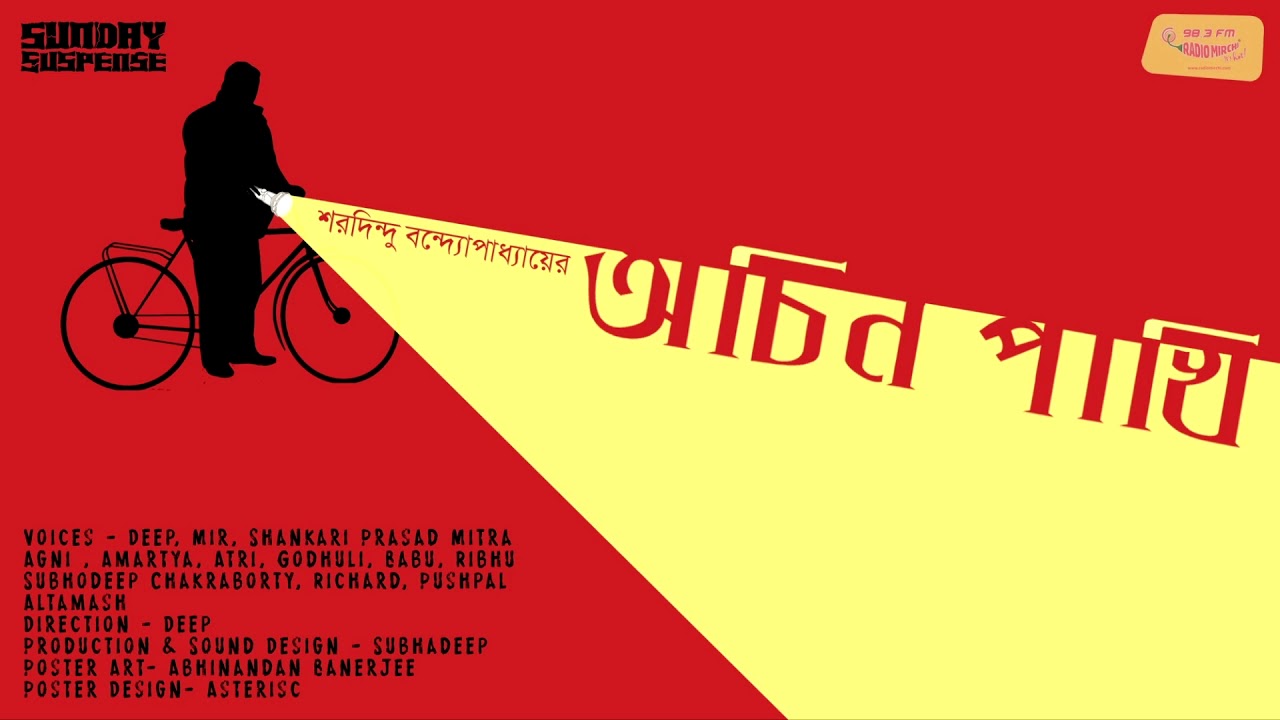 SUNDAY
SUSPENSE
98.3 FM
RADIO MIRCHI
শরদিন্দু বন্দ্যোপাধ্যায়ের
অচিন পাখি
VOICES - DEEP, MIR, SHANKARI PRASAD MITRA
AGNI , AMARTYA, ATRI, GODHULI, BABU, RIBHU
SUBHODEEP CHAKRABORTY, RICHARD, PUSHPAL
ALTAMASH
DIRECTION - DEEP
PRODUCTION & SOUND DESIGN - SUBHADEEP
POSTER ART- ABHINANDAN BANERJEE
POSTER DESIGN- ASTERISC